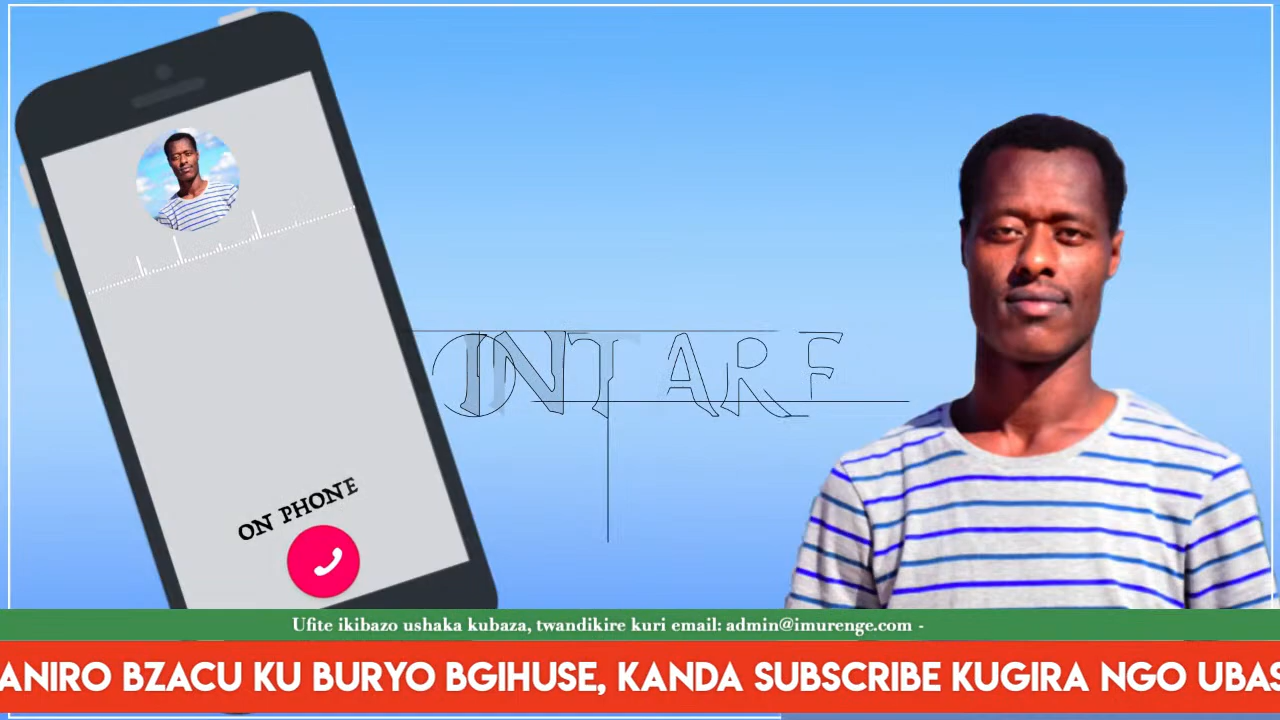 INTARE
ON PHONE
Ufite ikibazo ushaka kubaza, twandikire kuri email: admin@imurenge.com -
ANIRO BZACU KU BURYO BGIHUSE, KANDA SUBSCRIBE KUGIRA NGO UBAS